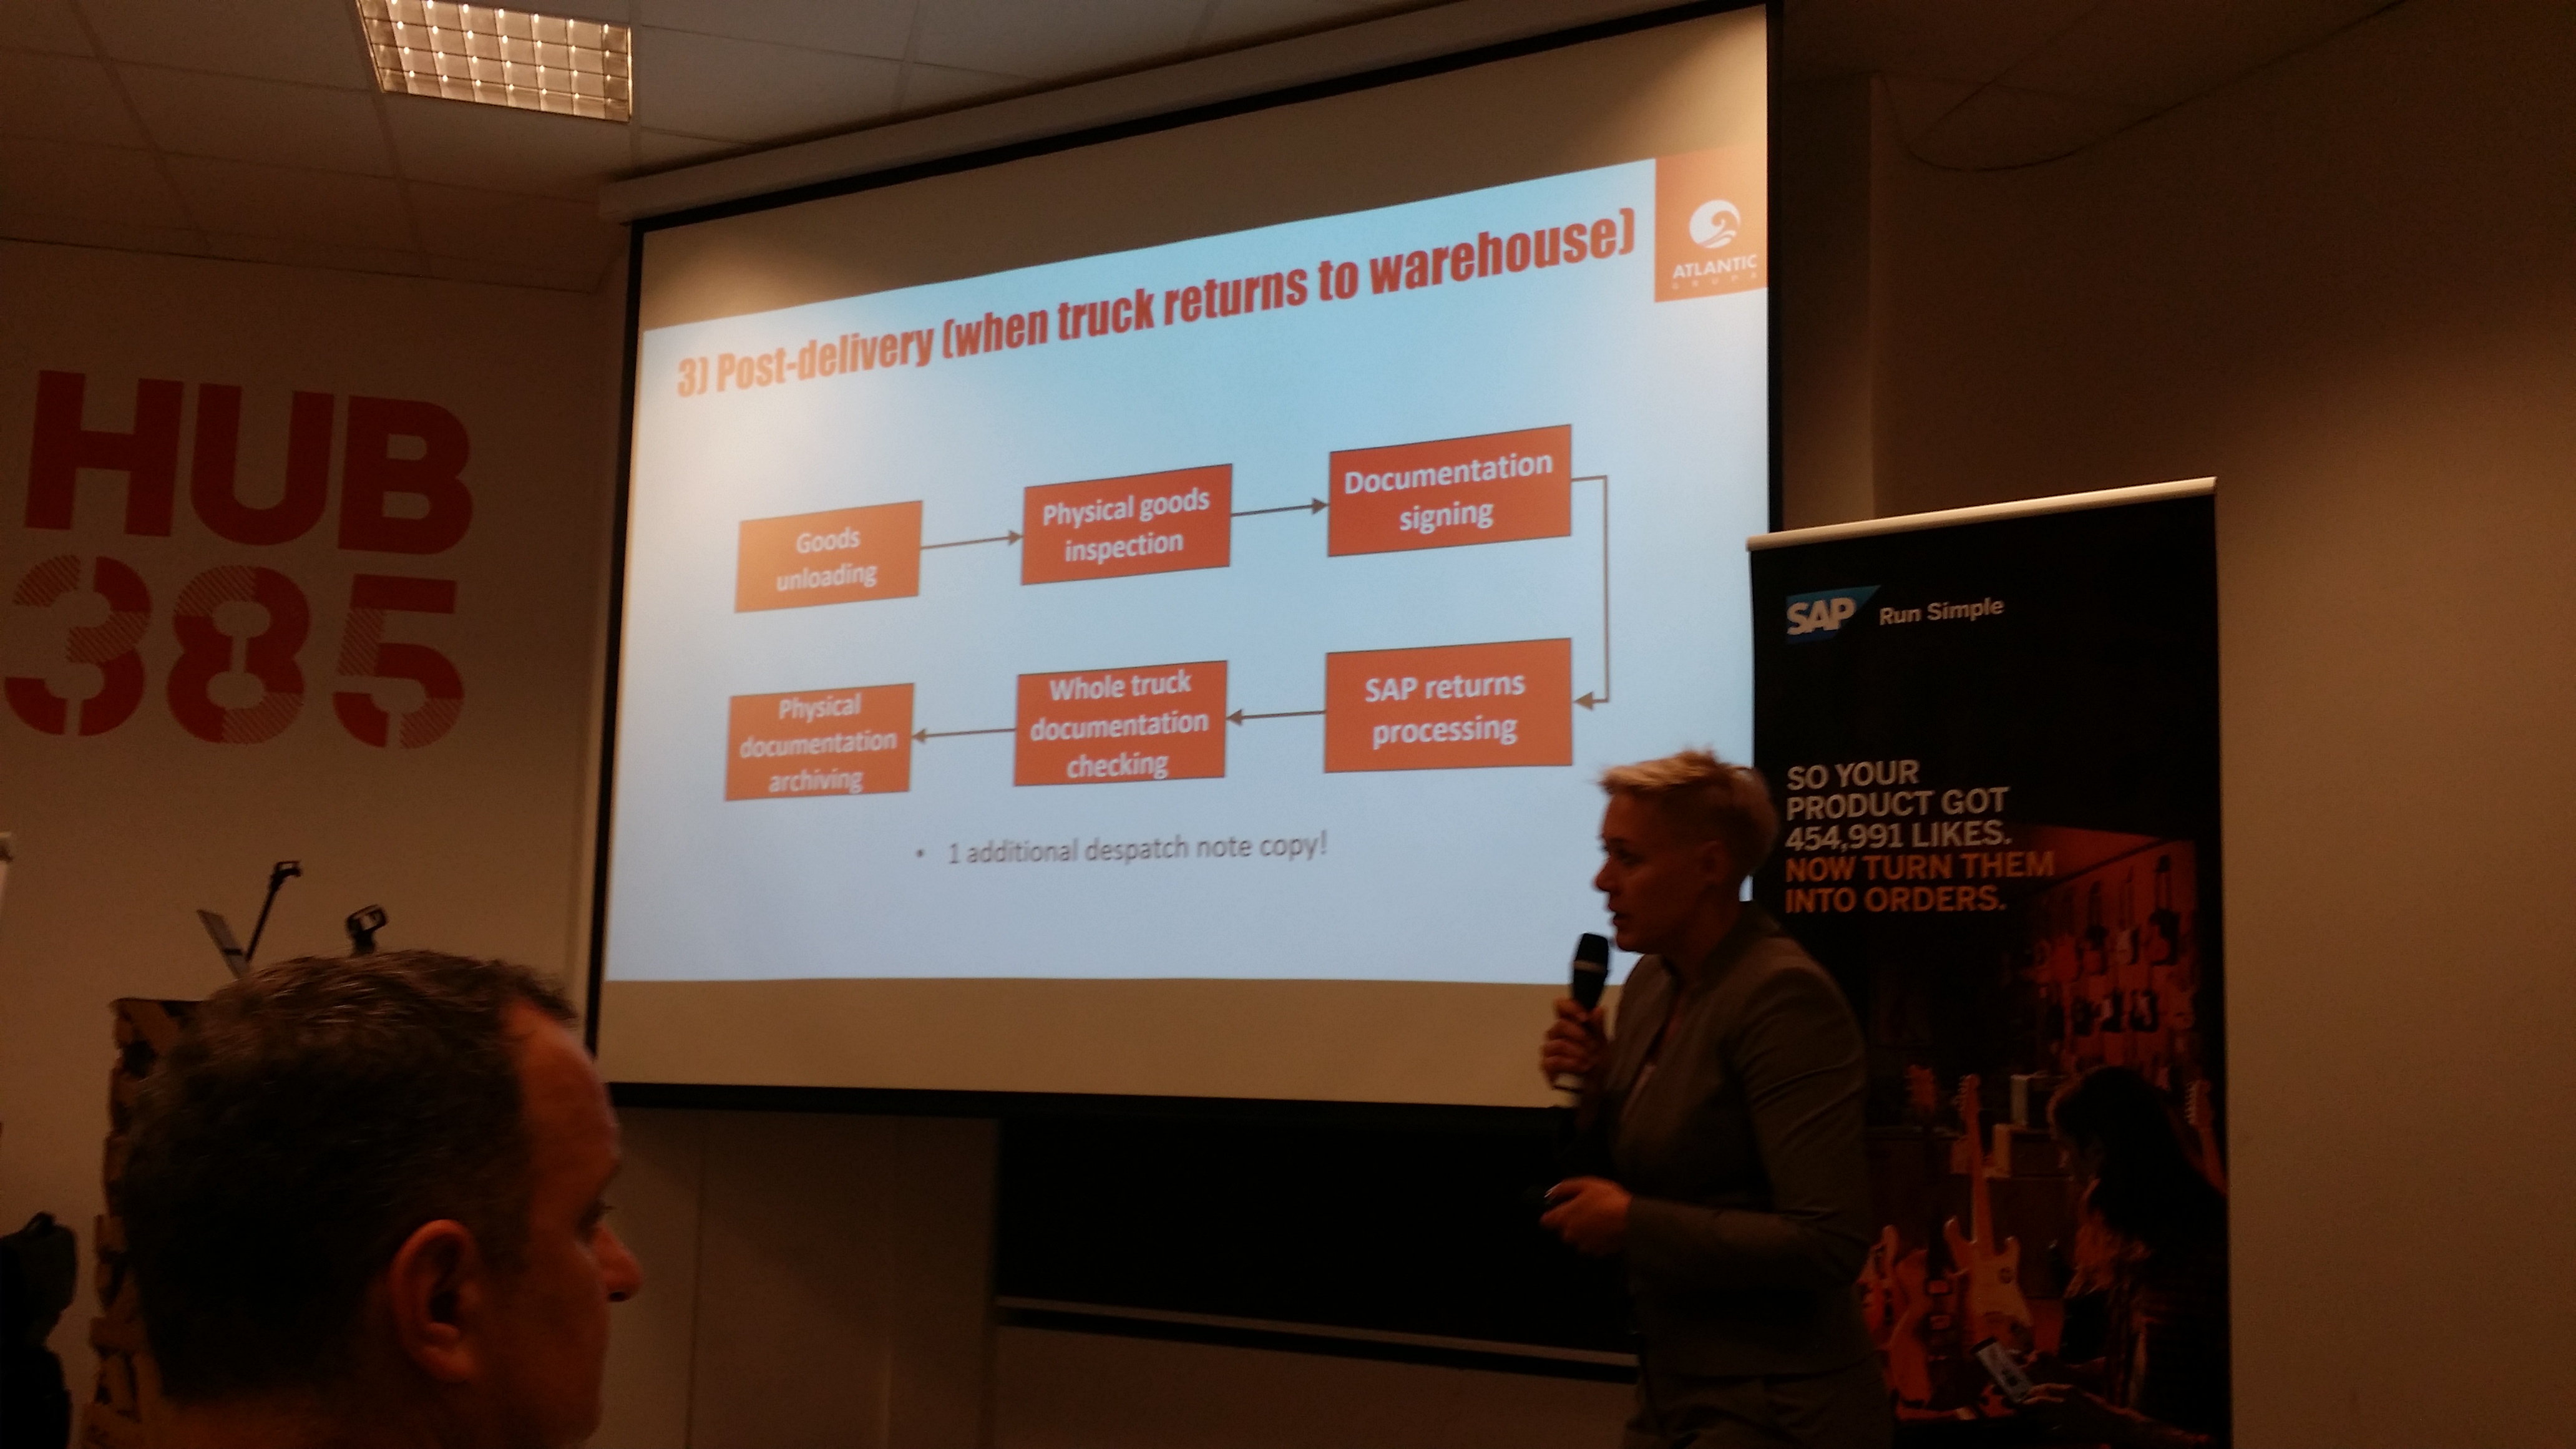 HUB
385
3) Post-delivery (when truck returns to warehouse)
ATLANTIC
GRUPA
Goods
unloading
Physical goods
inspection
Documentation
signing
SAP returns
processing
Whole truck
documentation
checking
Physical
documentation
archiving
• 1 additional despatch note copy!
SAP Run Simple
SO YOUR
PRODUCT GOT
454,991 LIKES.
NOW TURN THEM
INTO ORDERS.